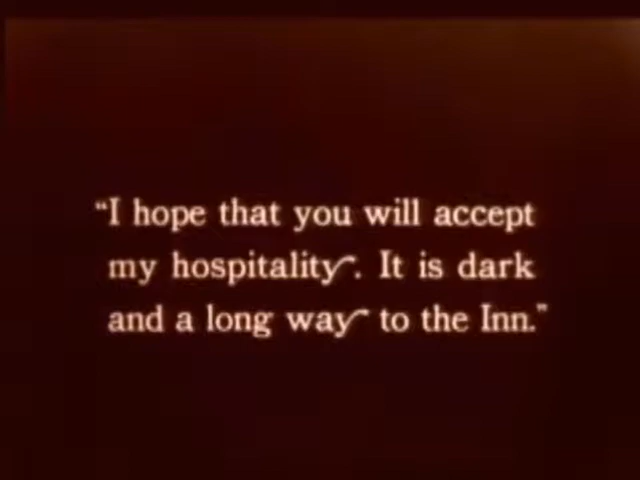 “I hope that you will accept
my hospitality. It is dark
and a long way to the Inn.”